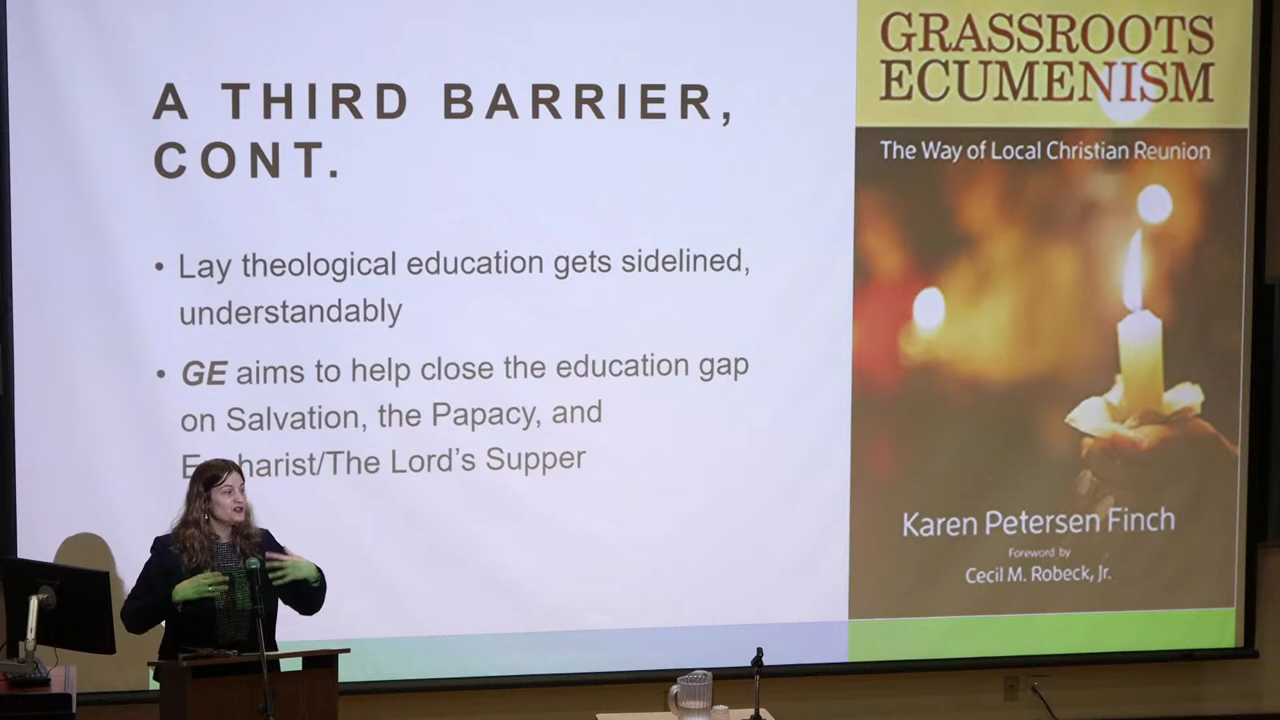 A THIRD BARRIER,
CONT.
• Lay theological education gets sidelined,
understandably
• GE aims to help close the education gap
on Salvation, the Papacy, and
Eucharist/The Lord's Supper
GRASSROOTS
ECUMENISM
The Way of Local Christian Reunion
Karen Petersen Finch
Foreword by
Cecil M. Robeck, Jr.